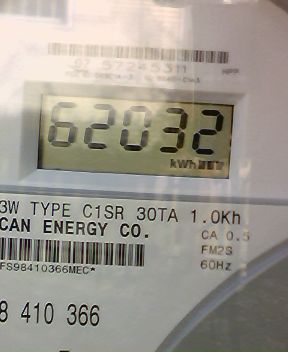 62032
kWh
3W TYPE C1SR 30TA 1.0Kh
CAN ENERGY CO.
CA 0.5
FM2S
FS98410366MEC*
60Hz
8 410 366